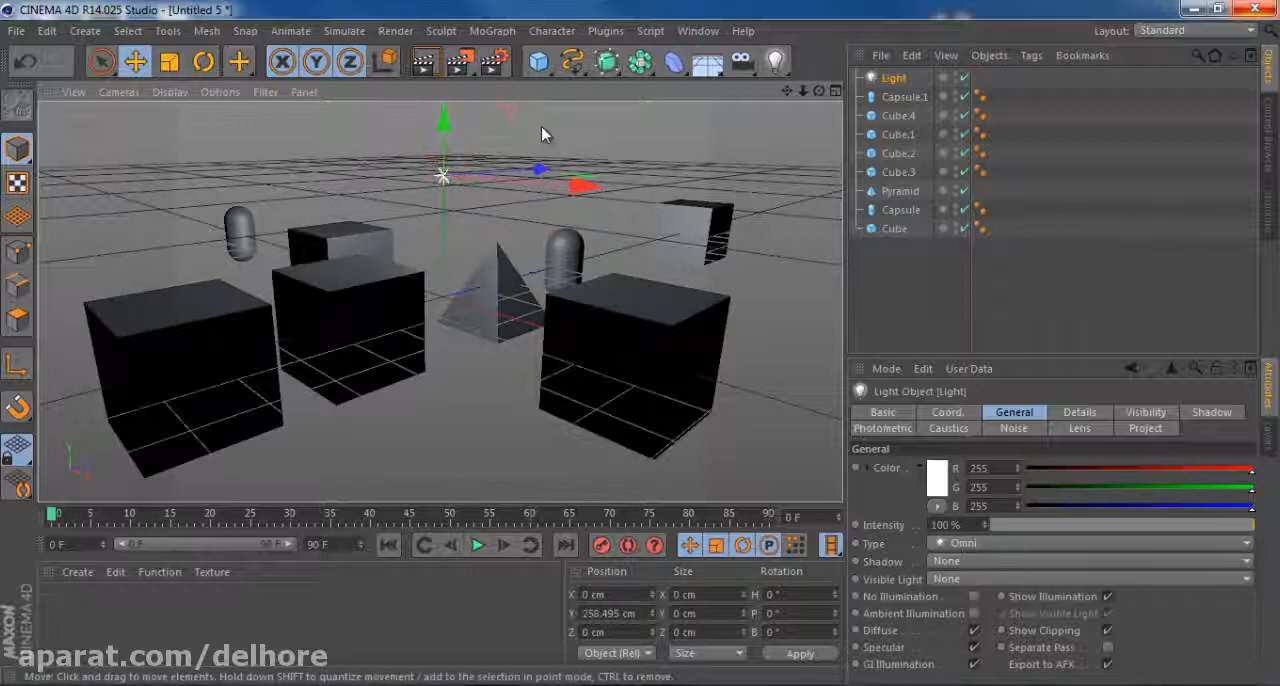 CINEMA 4D R14.025 Studio - [Untitled 5 *]
File Edit Create Select Tools Mesh Snap Animate Simulate Render Sculpt MoGraph Character Plugins Script Window Help Layout: Standard
File Edit View Objects Tags Bookmarks
View Cameras Display Options Filter Panel
Light
Capsule.1
Cube.4
Cube.1
Cube.2
Cube.3
Pyramid
Capsule
Cube
Objects
Content Browser
Structure
Mode Edit User Data
Attributes
Layers
Light Object [Light]
Basic Coord. General Details Visibility Shadow
Photometric Caustics Noise Lens Project
General
Color R 255
G 255
B 255
Intensity 100 %
Type Omni
Shadow None
Visible Light None
No Illumination Show Illumination
Ambient Illumination Show Visible Light
Diffuse Show Clipping
Specular Separate Pass
GI Illumination Export to AFX
0 5 10 15 20 25 30 35 40 45 50 55 60 65 70 75 80 85 90 0 F
0 F 0 F 90 F 90 F
Create Edit Function Texture
Position Size Rotation
X 0 cm X 0 cm H 0 °
Y 258.495 cm Y 0 cm P 0 °
Z 0 cm Z 0 cm B 0 °
Object (Rel) Size Apply
MAXON
CINEMA 4D
aparat.com/delhore
Move: Click and drag to move elements. Hold down SHIFT to quantize movement / add to the selection in point mode, CTRL to remove.